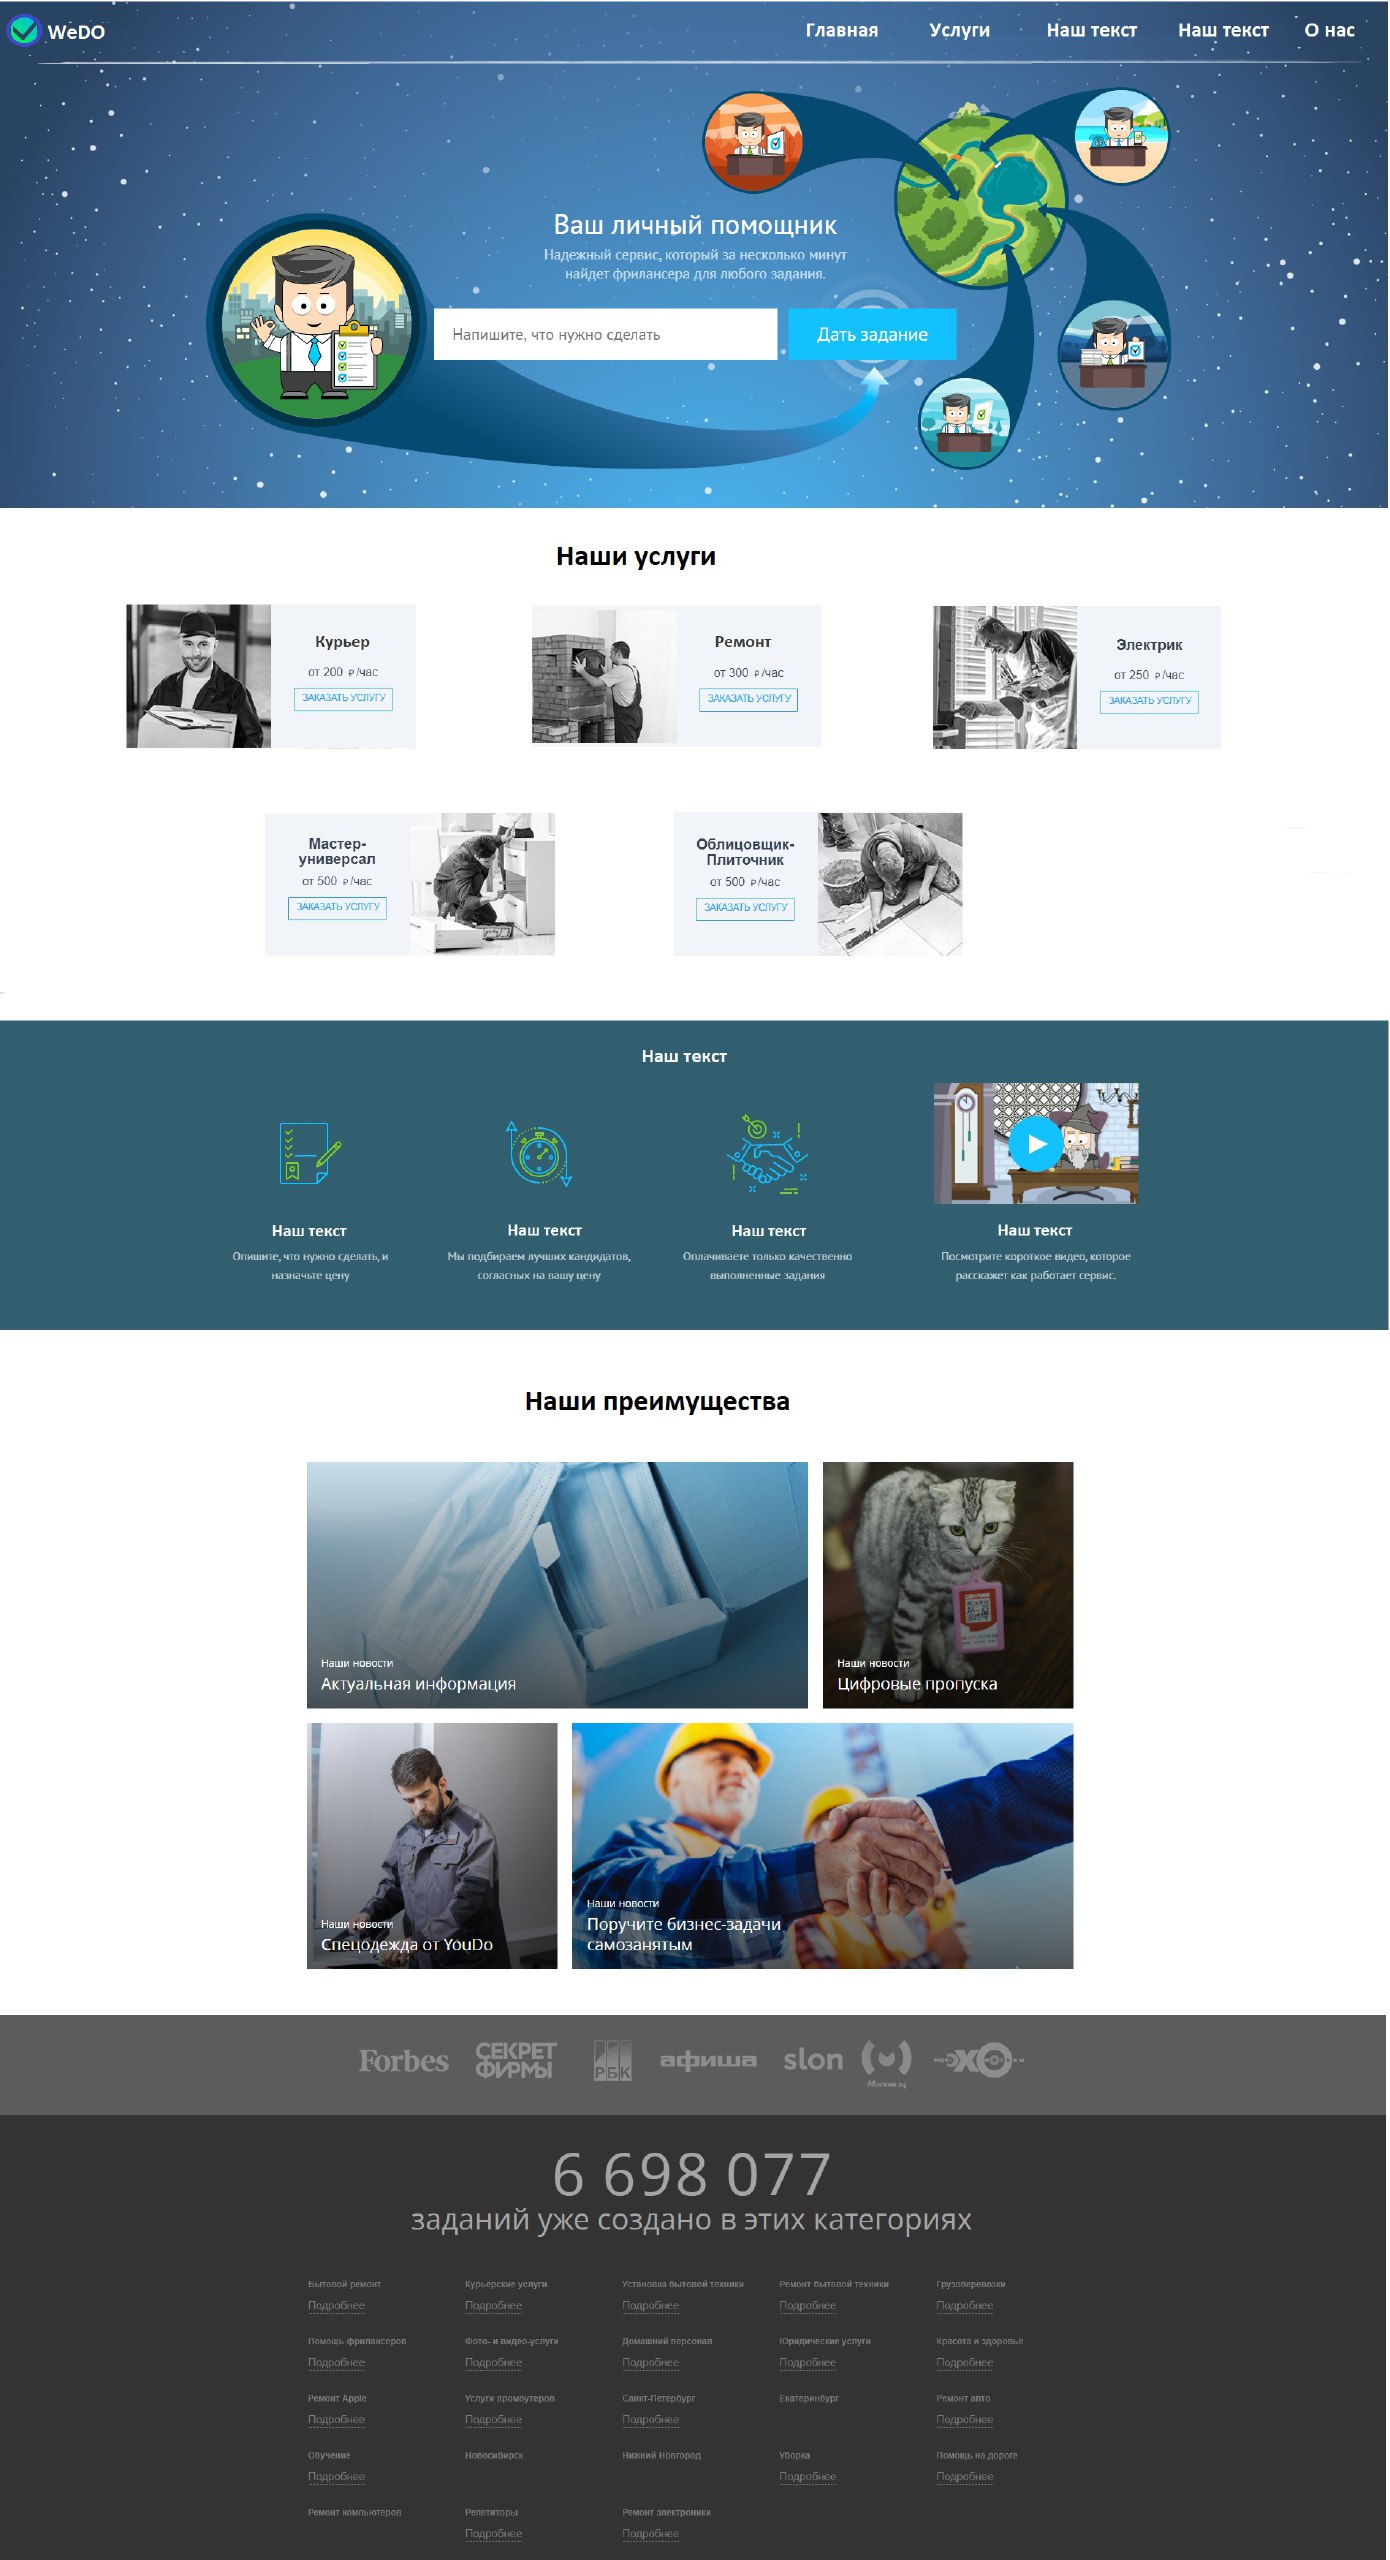 WeDO
Главная Услуги Наш текст Наш текст О нас
Ваш личный помощник
Надежный сервис, который за несколько минут
найдет фрилансера для любого задания.
Напишите, что нужно сделать
Дать задание
Наши услуги
Курьер
от 200 ₽/час
ЗАКАЗАТЬ УСЛУГУ
Ремонт
от 300 ₽/час
ЗАКАЗАТЬ УСЛУГУ
Электрик
от 250 ₽/час
ЗАКАЗАТЬ УСЛУГУ
Мастер-
универсал
от 500 ₽/час
ЗАКАЗАТЬ УСЛУГУ
Облицовщик-
Плиточник
от 500 ₽/час
ЗАКАЗАТЬ УСЛУГУ
Наш текст
Наш текст
Опишите, что нужно сделать, и
назначьте цену
Наш текст
Мы подбираем лучших кандидатов,
согласных на вашу цену
Наш текст
Оплачиваете только качественно
выполненные задания
Наш текст
Посмотрите короткое видео, которое
расскажет как работает сервис.
Наши преимущества
Наши новости
Актуальная информация
Наши новости
Цифровые пропуска
Наши новости
Спецодежда от YouDo
Наши новости
Поручите бизнес-задачи
самозанятым
Forbes
СЕКРЕТ
ФИРМЫ
РБК
афиша
slon
Москва 24
РАДИО ЭХО МОСКВЫ
6 698 077
заданий уже создано в этих категориях
Бытовой ремонт Курьерские услуги Установка бытовой техники Ремонт бытовой техники Грузоперевозки
Подробнее Подробнее Подробнее Подробнее Подробнее
Помощь фрилансеров Фото- и видео-услуги Домашний персонал Юридические услуги Красота и здоровье
Подробнее Подробнее Подробнее Подробнее Подробнее
Ремонт Apple Услуги промоутеров Санкт-Петербург Екатеринбург Ремонт авто
Подробнее Подробнее Подробнее Подробнее
Обучение Новосибирск Нижний Новгород Уборка Помощь на дороге
Подробнее Подробнее Подробнее
Ремонт компьютеров Репетиторы Ремонт электроники
Подробнее Подробнее